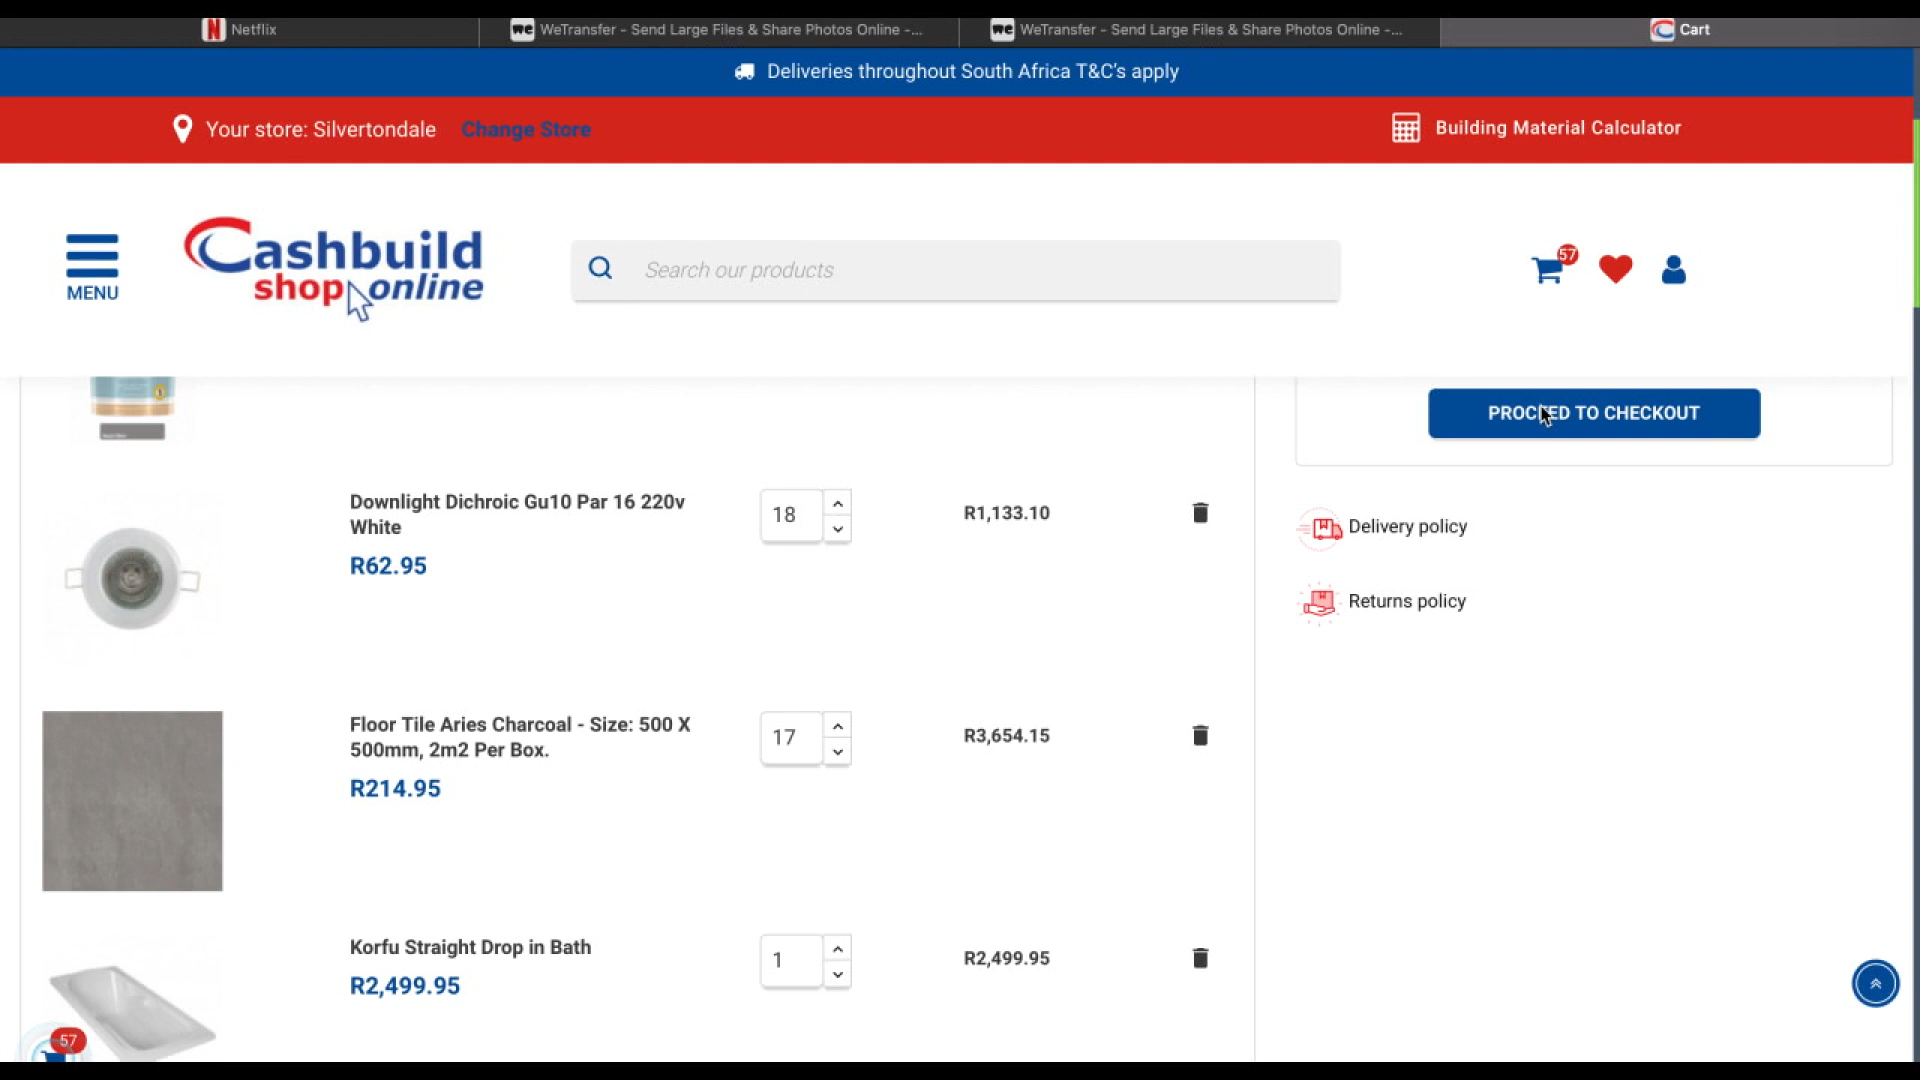 Netflix
WeTransfer - Send Large Files & Share Photos Online -...
WeTransfer - Send Large Files & Share Photos Online -...
Cart
Deliveries throughout South Africa T&C's apply
Your store: Silvertondale
Change Store
Building Material Calculator
MENU
Cashbuild
shop online
Search our products
57
PROCEED TO CHECKOUT
Downlight Dichroic Gu10 Par 16 220v
White
R62.95
18
R1,133.10
Delivery policy
Returns policy
Floor Tile Aries Charcoal - Size: 500 X
500mm, 2m2 Per Box.
R214.95
17
R3,654.15
Korfu Straight Drop in Bath
R2,499.95
1
R2,499.95
57